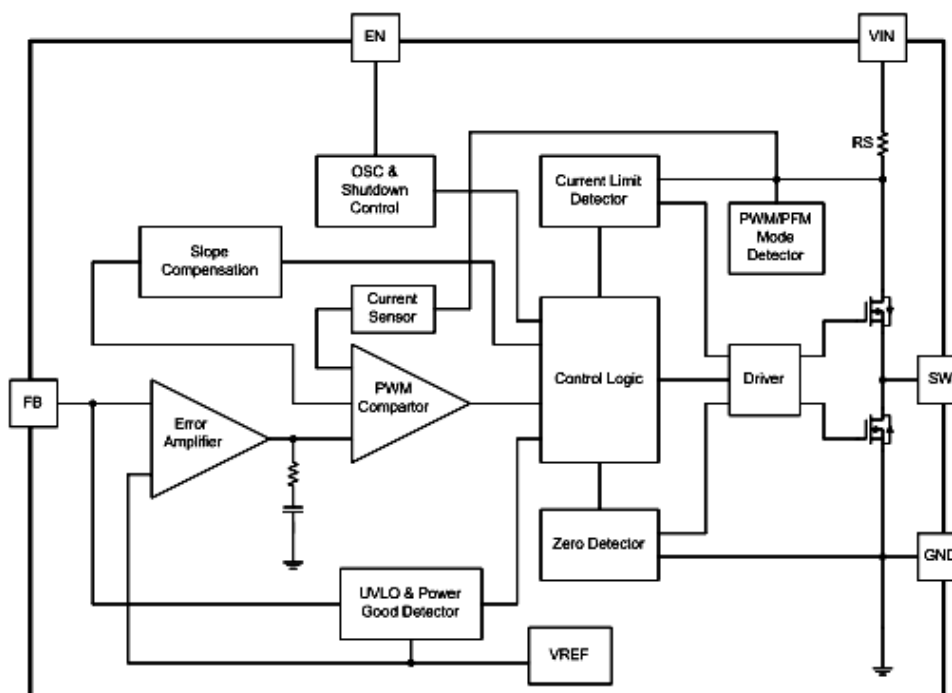 EN
VIN
RS
OSC &
Shutdown
Control
Current Limit
Detector
PWM/PFM
Mode
Detector
Slope
Compensation
Current
Sensor
PWM
Compartor
Control Logic
Driver
SW
FB
Error
Amplifier
Zero Detector
GND
UVLO & Power
Good Detector
VREF